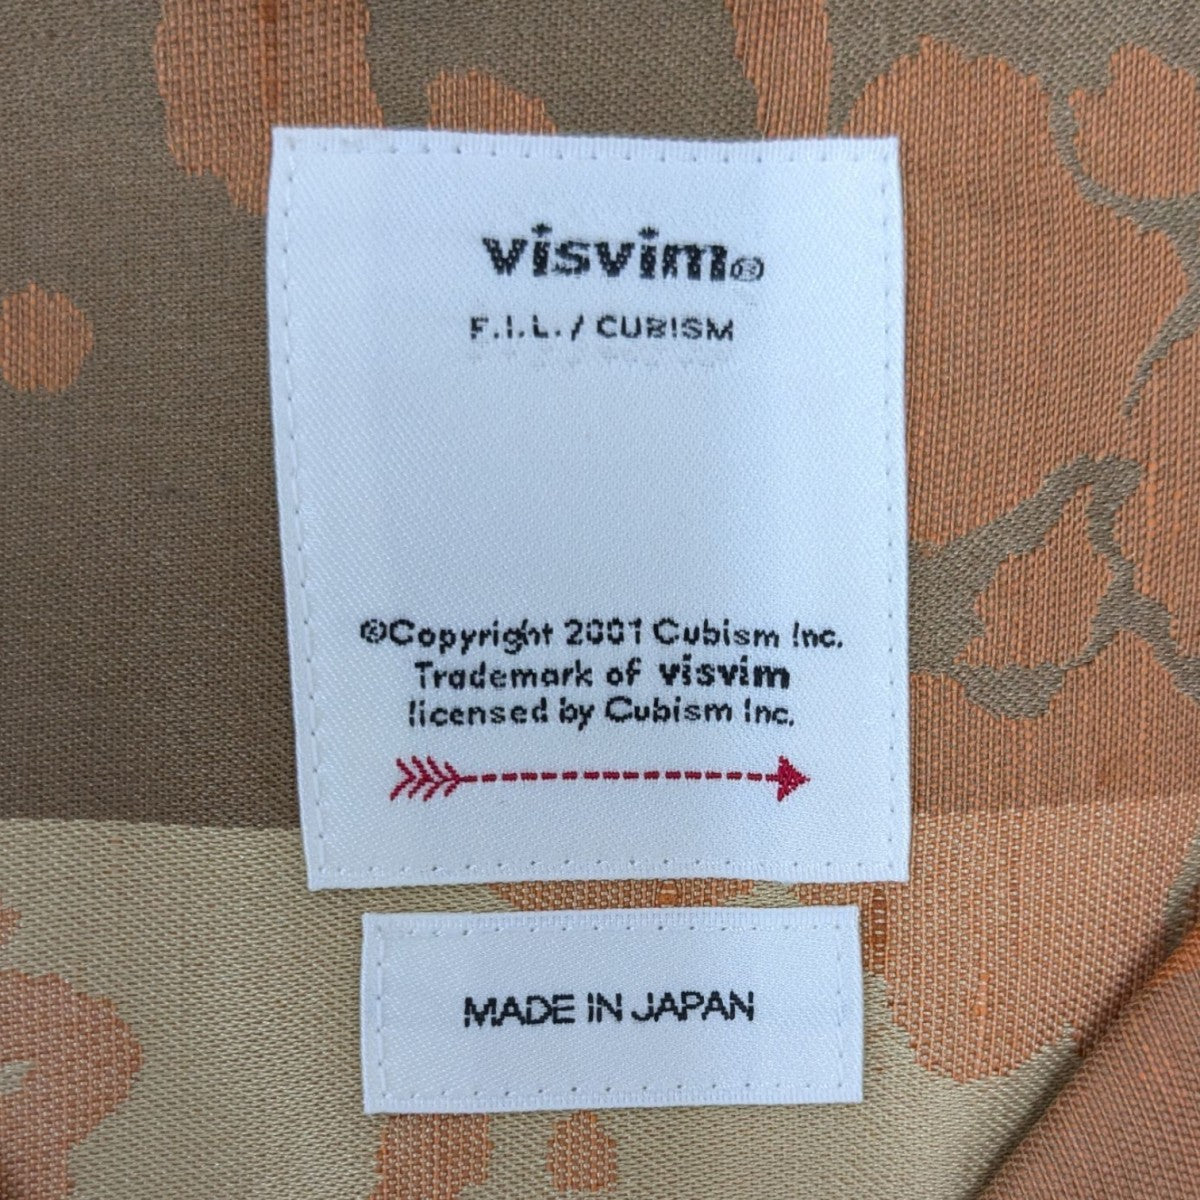 visvim®
F.I.L./ CUBISM
©Copyright 2001 Cubism Inc.
Trademark of visvim
licensed by Cubism Inc.
MADE IN JAPAN